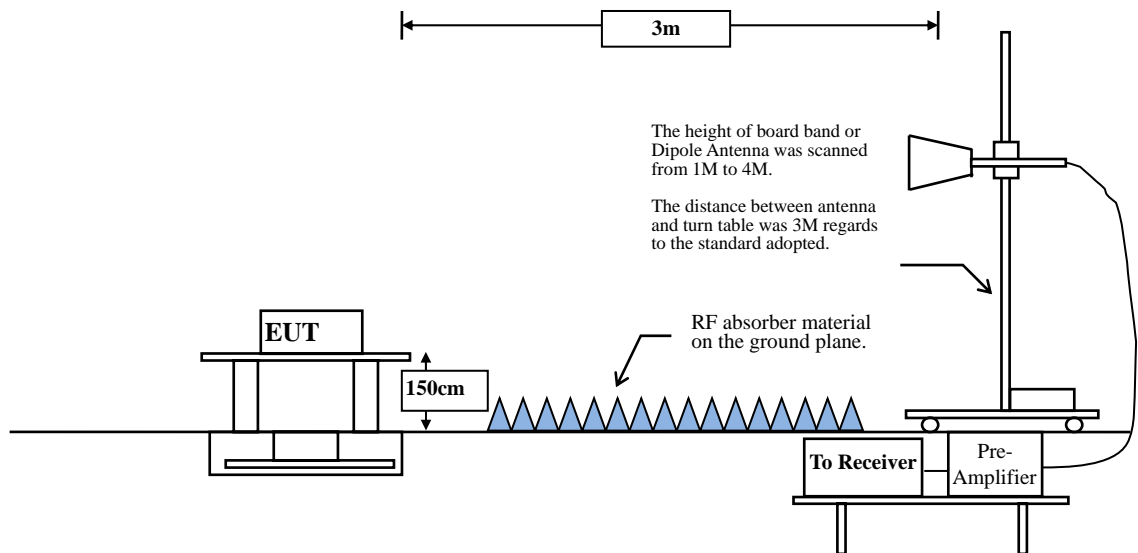 3m
The height of board band or
Dipole Antenna was scanned
from 1M to 4M.
The distance between antenna
and turn table was 3M regards
to the standard adopted.
EUT
RF absorber material
on the ground plane.
150cm
To Receiver
Pre-
Amplifier